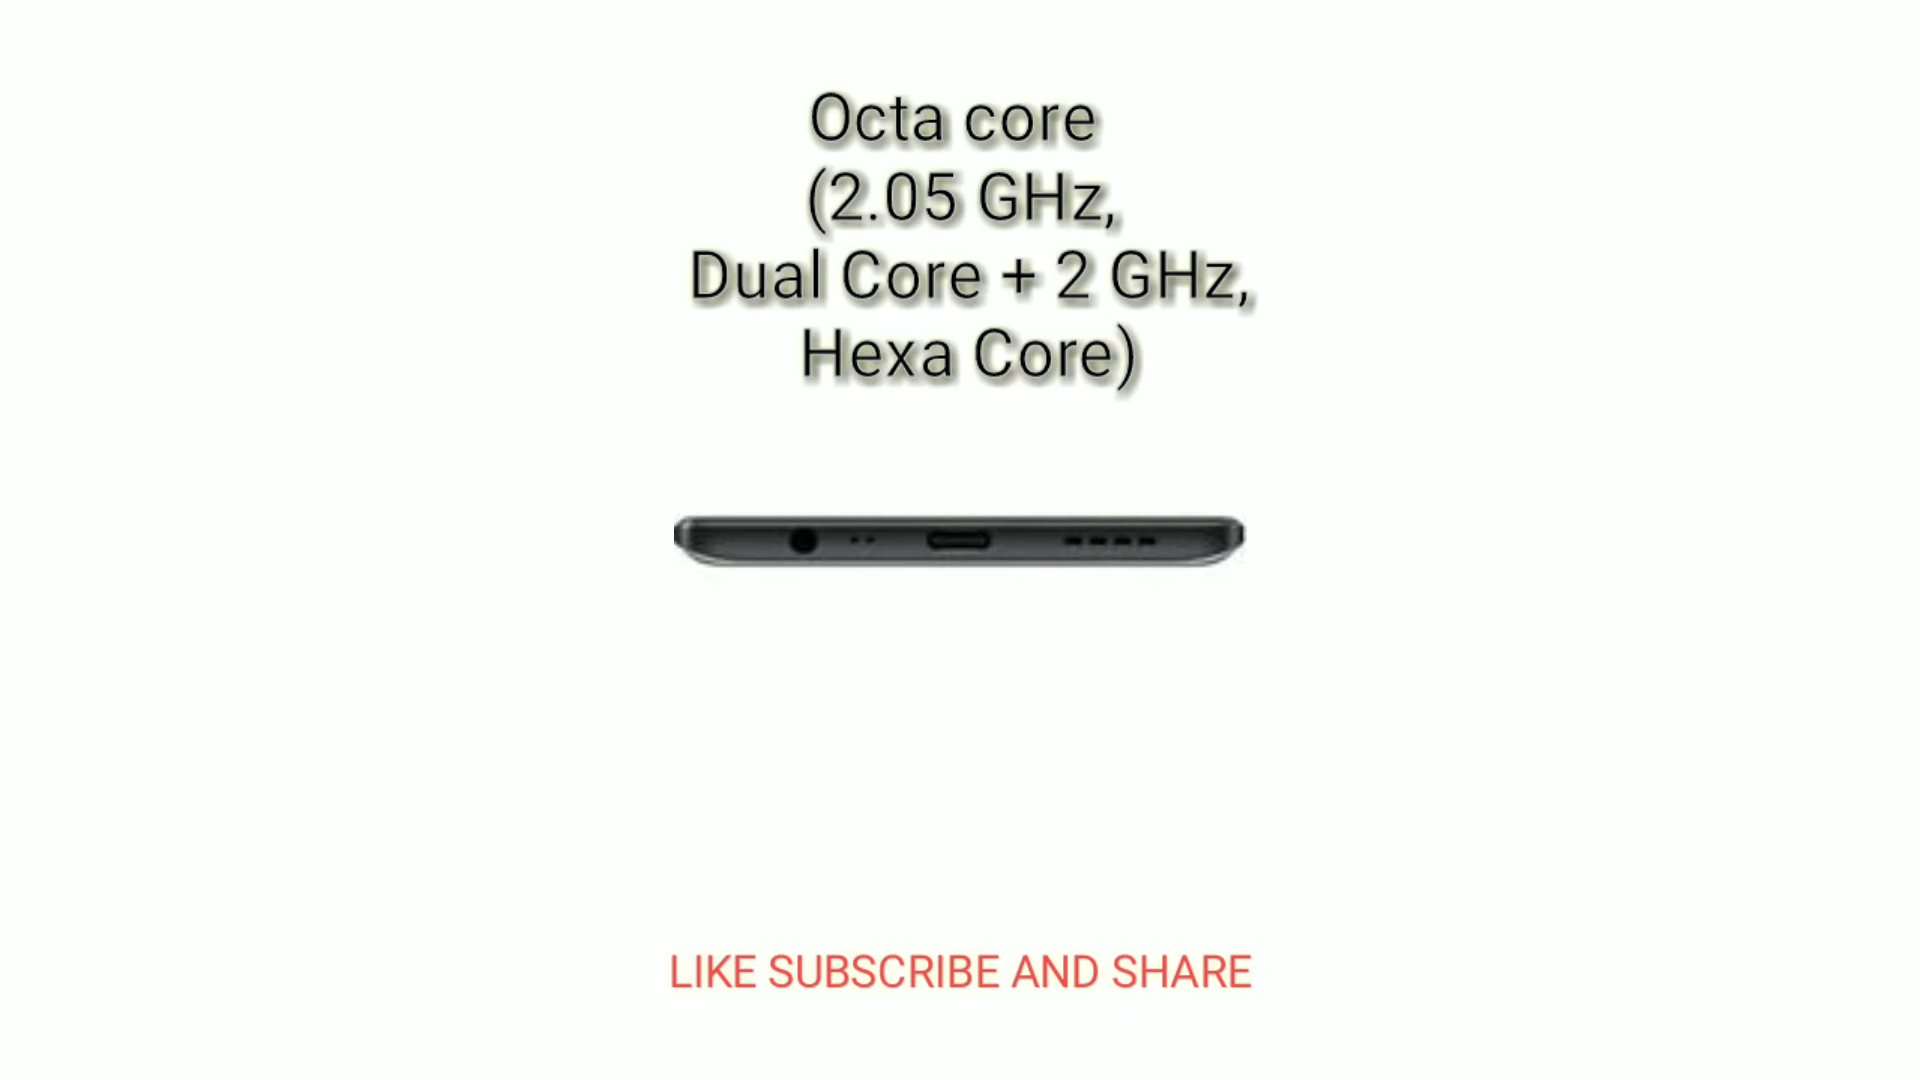 Octa core
(2.05 GHz,
Dual Core + 2 GHz,
Hexa Core)
LIKE SUBSCRIBE AND SHARE